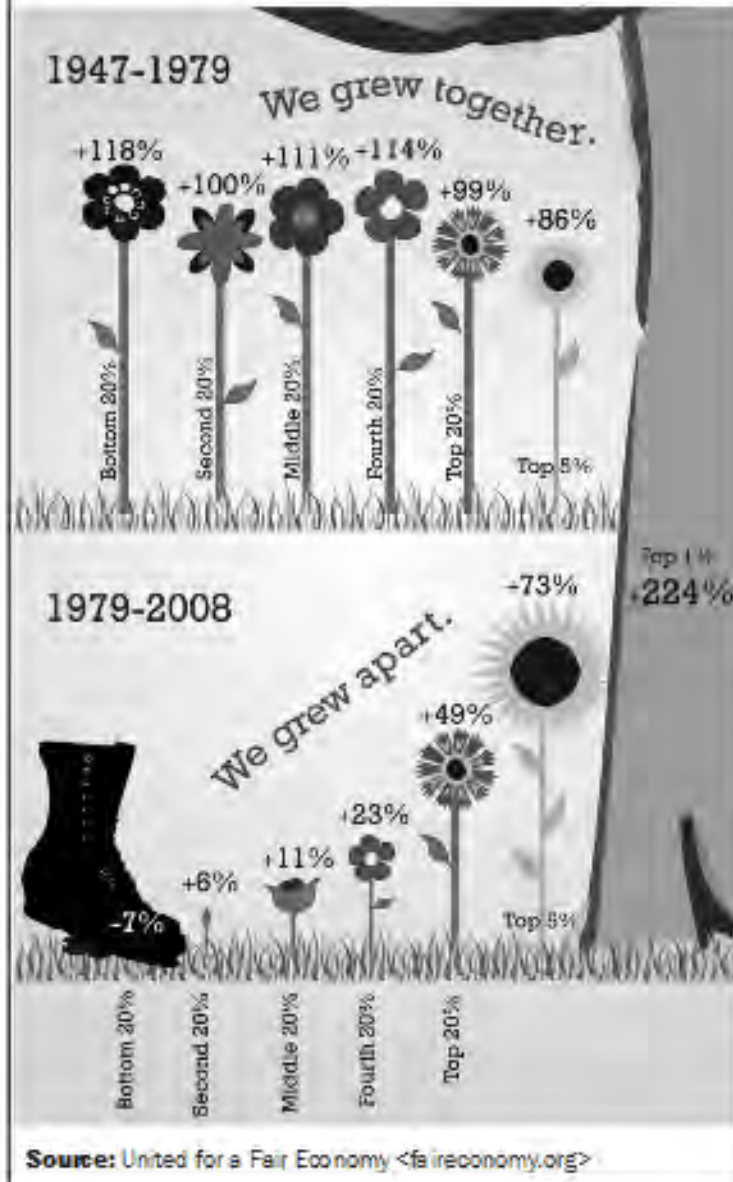 1947-1979
We grew together.
+118%
+100%
+111%
+114%
+99%
+86%
Bottom 20%
Second 20%
Middle 20%
Fourth 20%
Top 20%
Top 5%
Top 1%
+224%
1979-2008
We grew apart.
-7%
+6%
+11%
+23%
+49%
-73%
Top 5%
Bottom 20%
Second 20%
Middle 20%
Fourth 20%
Top 20%
Source: United for a Fair Economy <faireconomy.org>